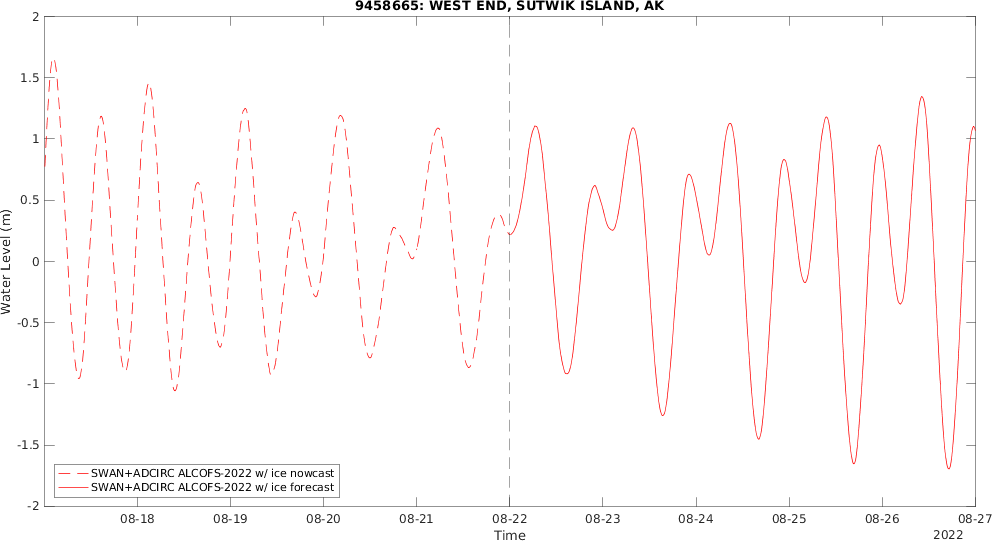 9458665: WEST END, SUTWIK ISLAND, AK
2
1.5
1
0.5
0
-0.5
-1
-1.5
-2
Water Level (m)
SWAN+ADCIRC ALCOFS-2022 w/ ice nowcast
SWAN+ADCIRC ALCOFS-2022 w/ ice forecast
08-18 08-19 08-20 08-21 08-22 08-23 08-24 08-25 08-26 08-27
Time
2022